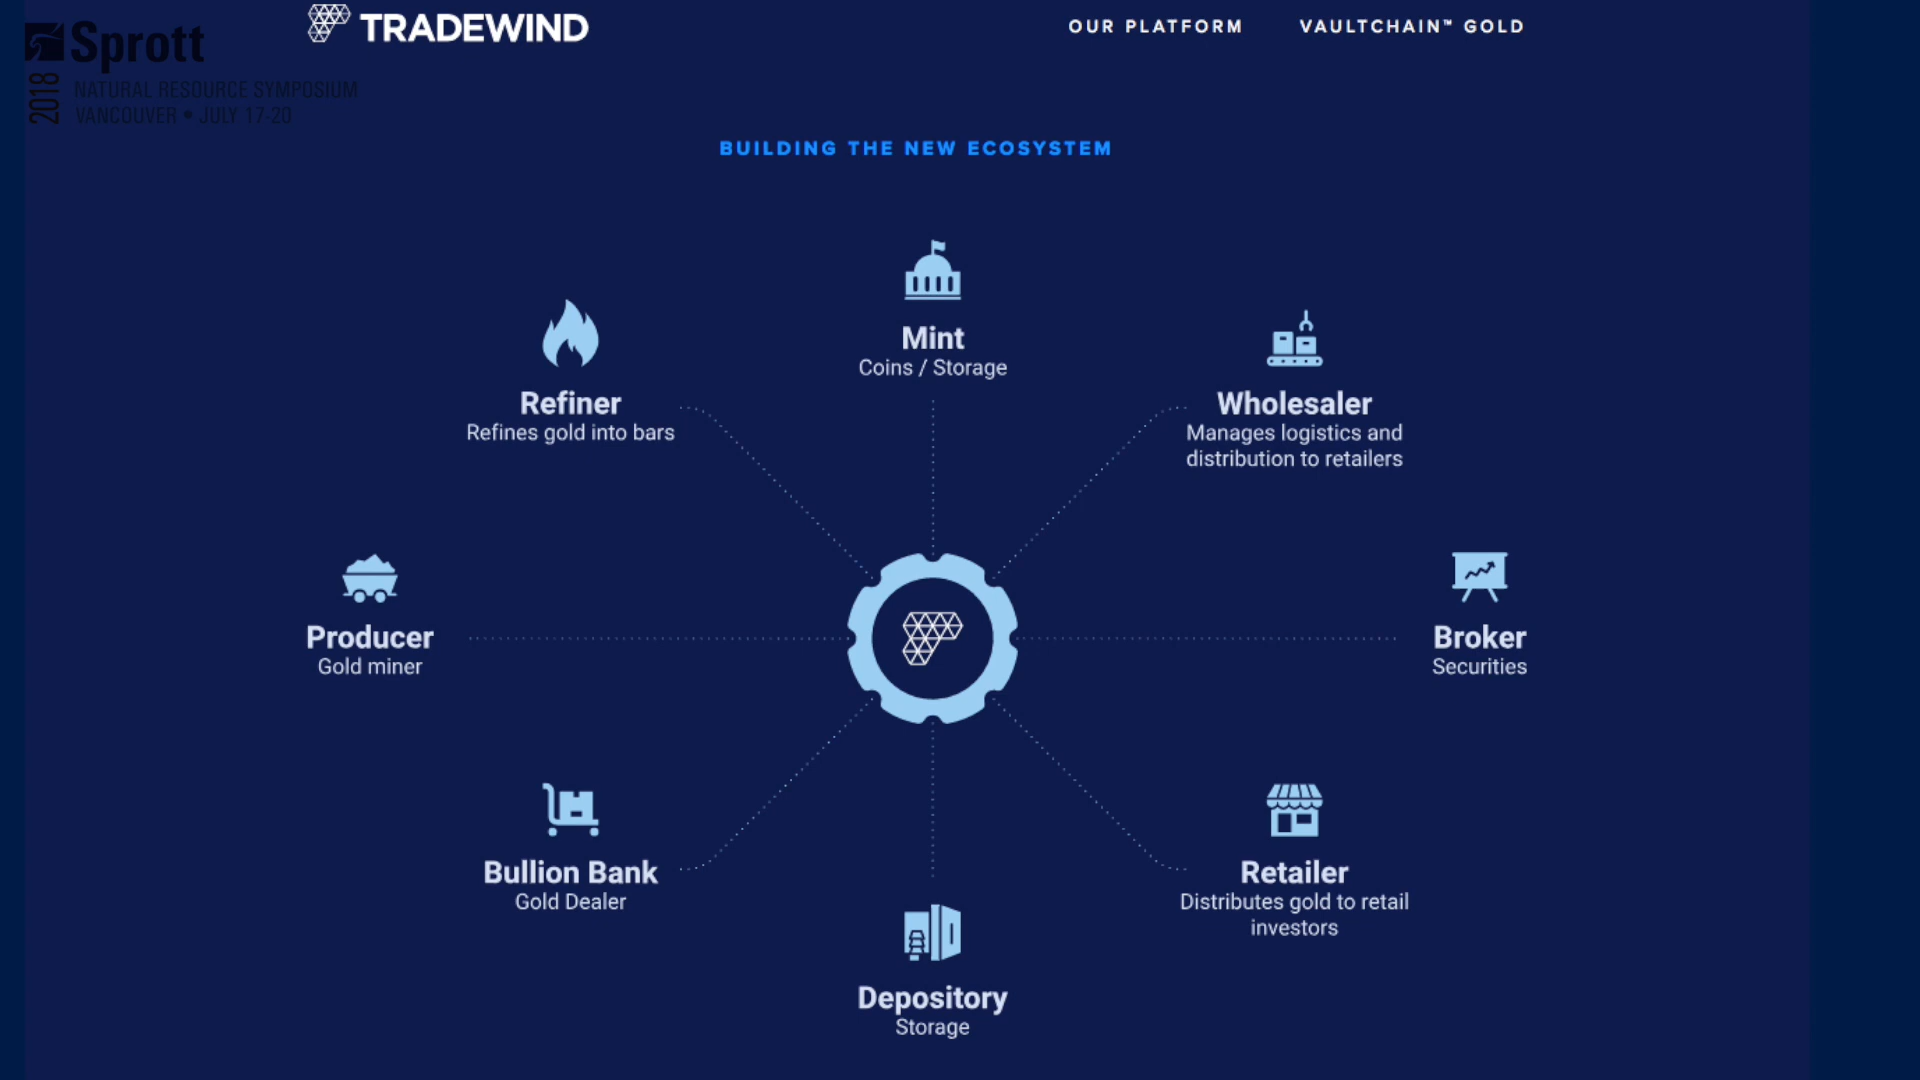 TRADEWIND
OUR PLATFORM
VAULTCHAIN™ GOLD
Sprott
2018
NATURAL RESOURCE SYMPOSIUM
VANCOUVER • JULY 17-20
BUILDING THE NEW ECOSYSTEM
Mint
Coins / Storage
Refiner
Refines gold into bars
Wholesaler
Manages logistics and
distribution to retailers
Producer
Gold miner
Broker
Securities
Bullion Bank
Gold Dealer
Retailer
Distributes gold to retail
investors
Depository
Storage